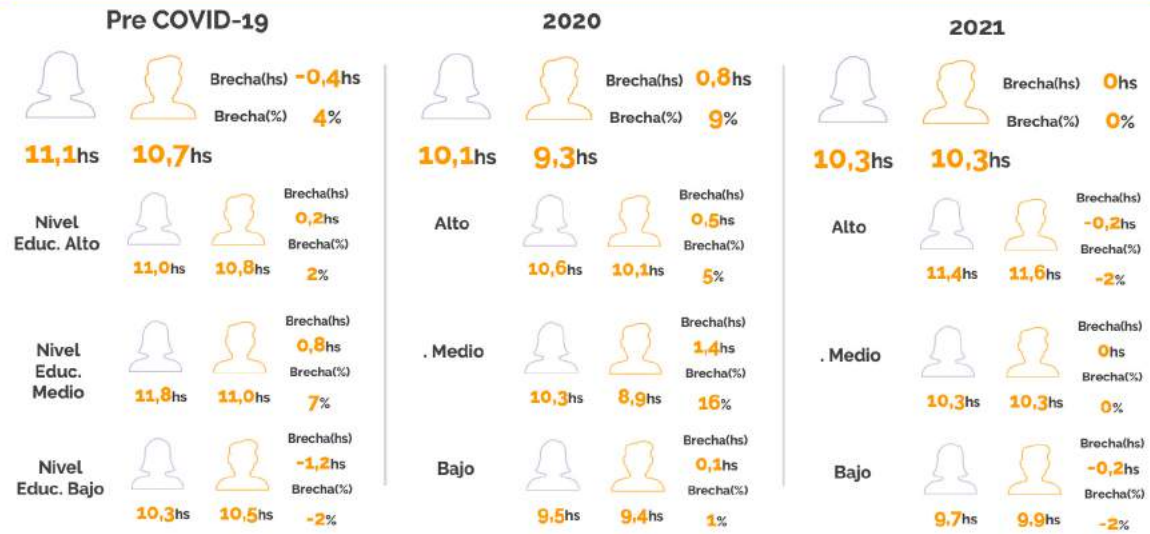 Pre COVID-19
Brecha(hs) -0,4hs
Brecha(%) 4%
11,1hs 10,7hs
Nivel
Educ. Alto
Brecha(hs)
0,2hs
Brecha(%)
11,0hs 10,8hs 2%
Nivel
Educ.
Medio
Brecha(hs)
0,8hs
Brecha(%)
11,8hs 11,0hs 7%
Nivel
Educ. Bajo
Brecha(hs)
-1,2hs
Brecha(%)
10,3hs 10,5hs -2%
2020
Brecha(hs) 0,8hs
Brecha(%) 9%
10,1hs 9,3hs
Alto
Brecha(hs)
0,5hs
Brecha(%)
10,6hs 10,1hs 5%
. Medio
Brecha(hs)
1,4hs
Brecha(%)
10,3hs 8,9hs 16%
Bajo
Brecha(hs)
0,1hs
Brecha(%)
9,5hs 9,4hs 1%
2021
Brecha(hs) 0hs
Brecha(%) 0%
10,3hs 10,3hs
Alto
Brecha(hs)
-0,2hs
Brecha(%)
11,4hs 11,6hs -2%
. Medio
Brecha(hs)
0hs
Brecha(%)
10,3hs 10,3hs 0%
Bajo
Brecha(hs)
-0,2hs
Brecha(%)
9,7hs 9,9hs -2%